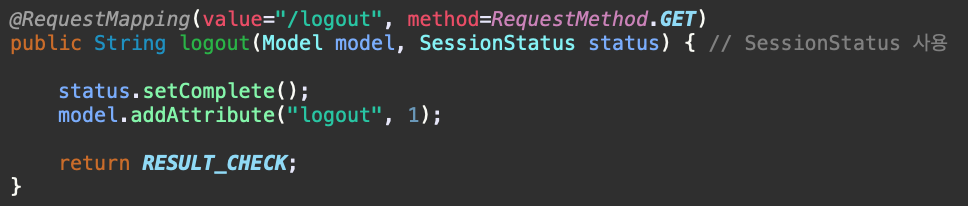 @RequestMapping(value="/logout", method=RequestMethod.GET)
public String logout(Model model, SessionStatus status) { // SessionStatus 사용
status.setComplete();
model.addAttribute("logout", 1);
return RESULT_CHECK;
}